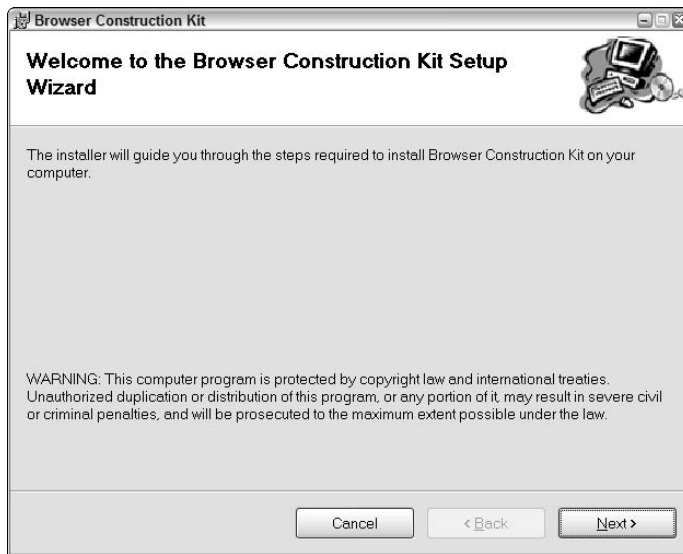 Browser Construction Kit
Welcome to the Browser Construction Kit Setup
Wizard
The installer will guide you through the steps required to install Browser Construction Kit on your
computer.
WARNING: This computer program is protected by copyright law and international treaties.
Unauthorized duplication or distribution of this program, or any portion of it, may result in severe civil
or criminal penalties, and will be prosecuted to the maximum extent possible under the law.
Cancel
< Back
Next >